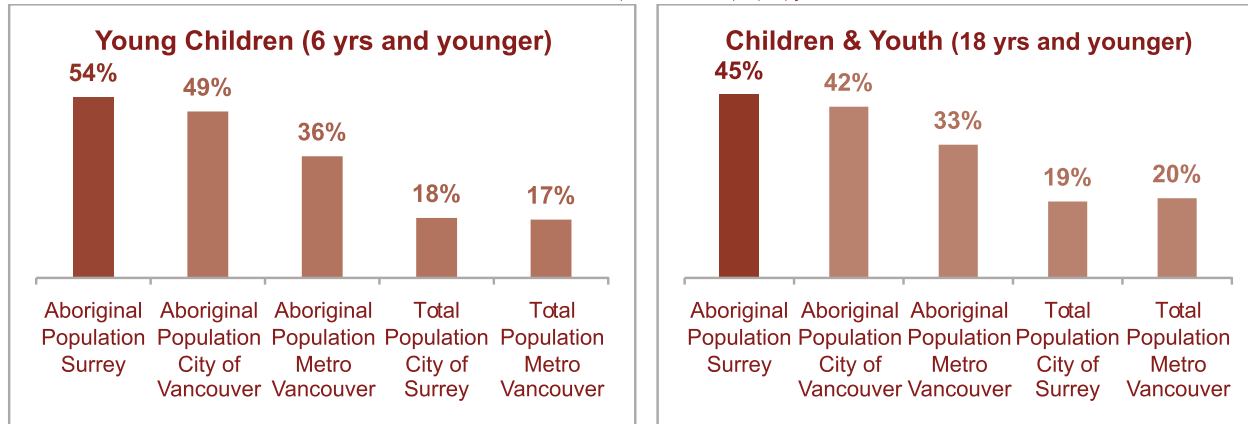 Young Children (6 yrs and younger)
54%
49%
36%
18%
17%
Aboriginal Population Surrey
Aboriginal Population City of Vancouver
Aboriginal Population Metro Vancouver
Total Population City of Surrey
Total Population Metro Vancouver
Children & Youth (18 yrs and younger)
45%
42%
33%
19%
20%
Aboriginal Population Surrey
Aboriginal Population City of Vancouver
Aboriginal Population Metro Vancouver
Total Population City of Surrey
Total Population Metro Vancouver